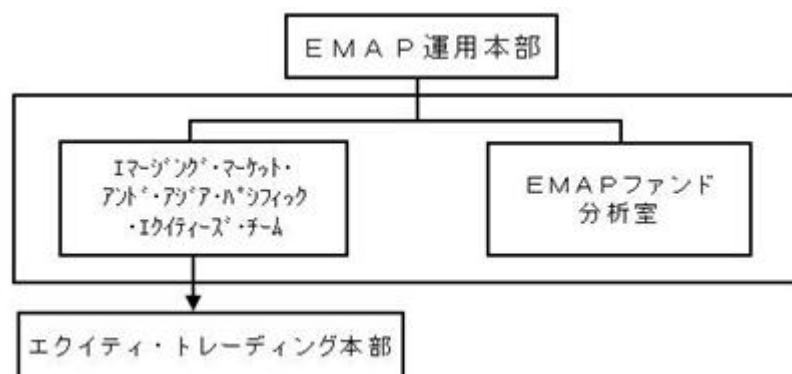 ＥＭＡＰ運用本部
ｴﾏｰｼﾞﾝｸﾞ・ﾏｰｹｯﾄ・
ｱﾝﾄﾞ・ｱｼﾞｱ・ﾊﾟｼﾌｨｯｸ
・ｴｸｲﾃｨｰｽﾞ・ﾁｰﾑ
ＥＭＡＰファンド
分析室
エクイティ・トレーディング本部